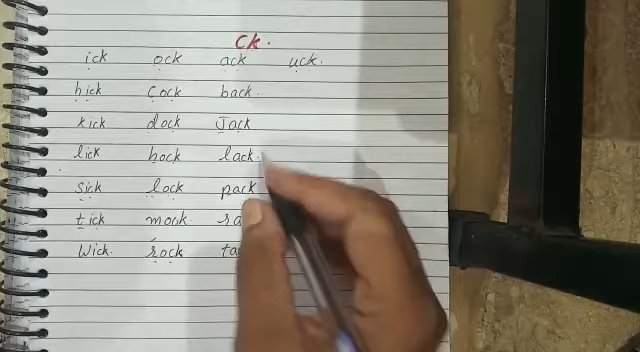 ck.
ick ock ack uck.
hick cock back.
kick dock Jack
lick hock lack.
sick lock pack
tick mock.
Wick. rock